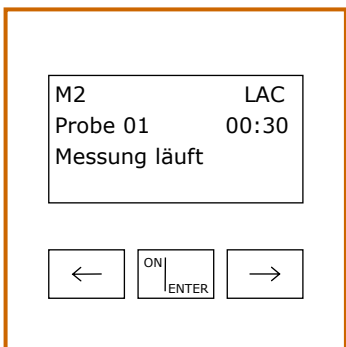 M2 LAC
Probe 01 00:30
Messung läuft
← ON ENTER →